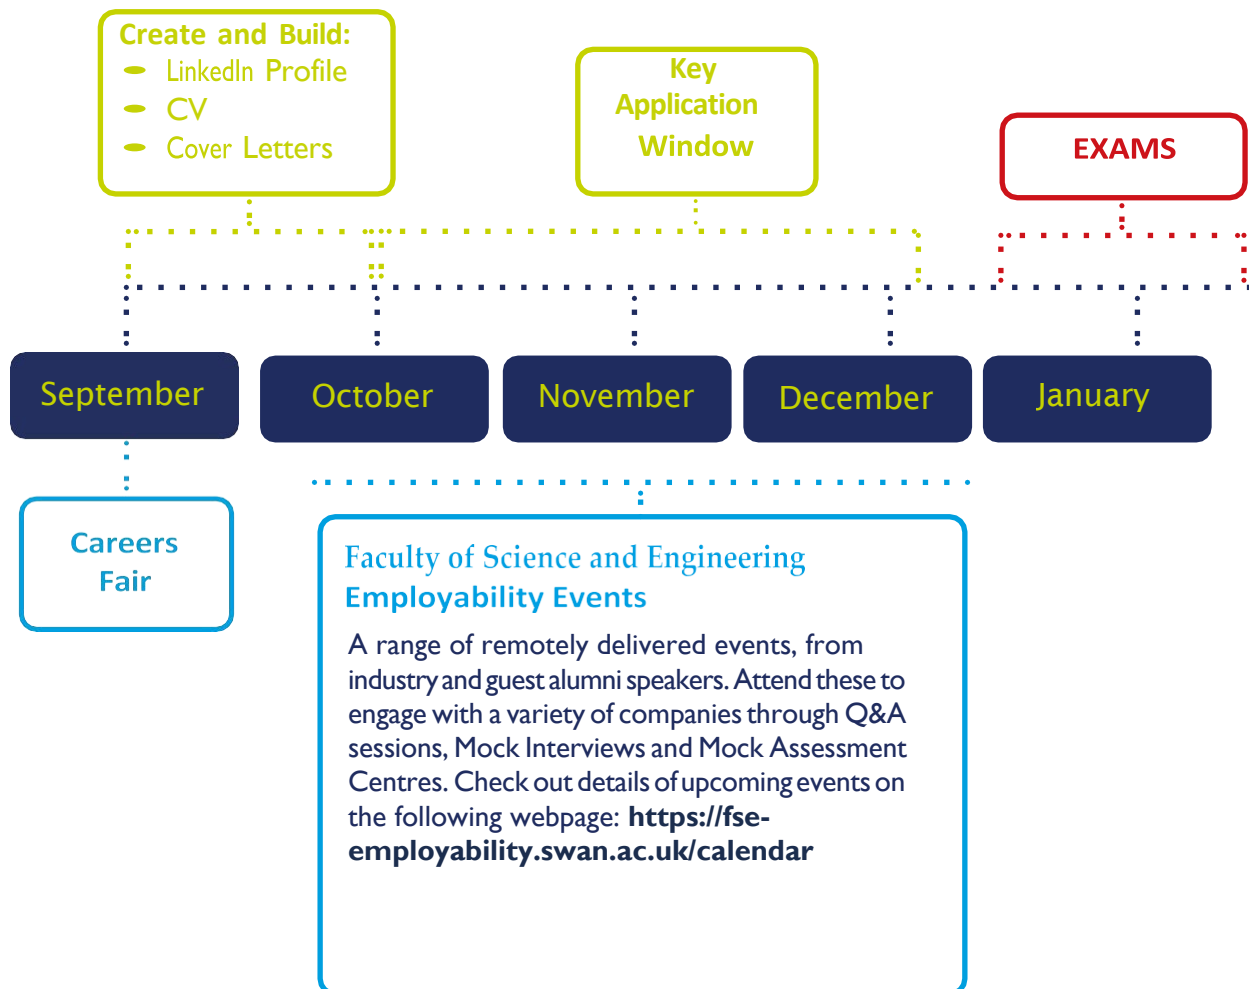 Create and Build:
LinkedIn Profile
CV
Cover Letters
Key
Application
Window
EXAMS
September
October
November
December
January
Careers
Fair
Faculty of Science and Engineering
Employability Events
A range of remotely delivered events, from
industry and guest alumni speakers. Attend these to
engage with a variety of companies through Q&A
sessions, Mock Interviews and Mock Assessment
Centres. Check out details of upcoming events on
the following webpage: https://fse-
employability.swan.ac.uk/calendar